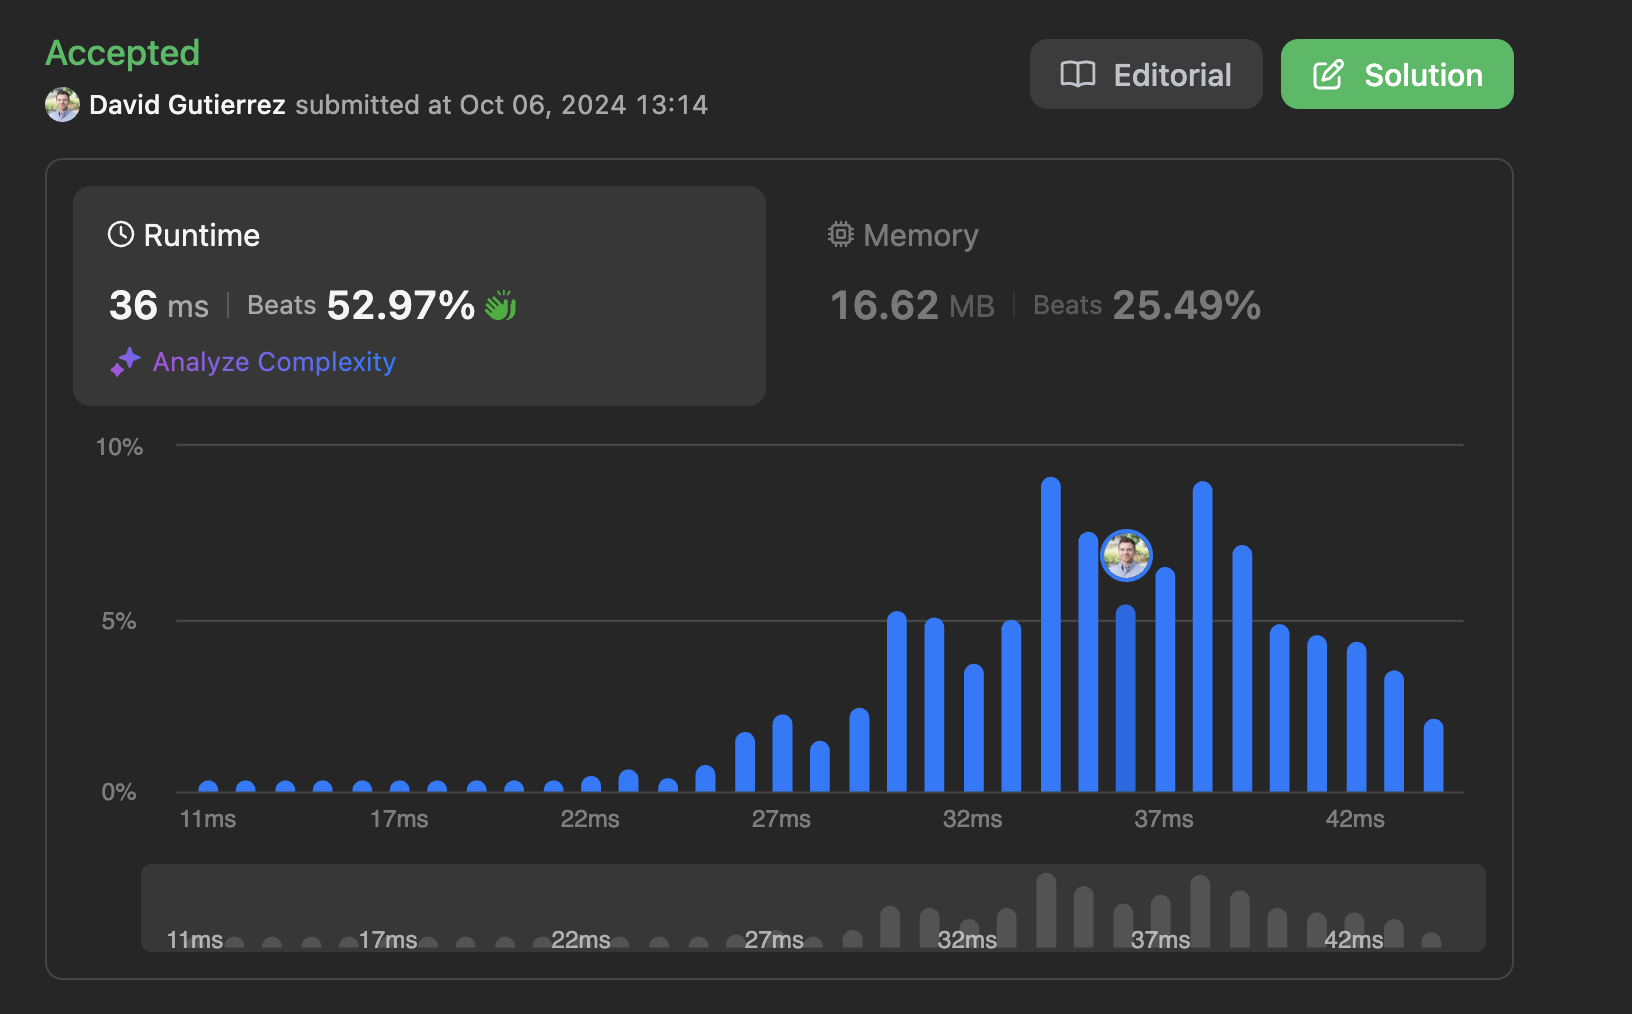 Accepted
David Gutierrez submitted at Oct 06, 2024 13:14
Editorial
Solution
Runtime
36 ms | Beats 52.97%
Analyze Complexity
Memory
16.62 MB | Beats 25.49%
10%
5%
0%
11ms 17ms 22ms 27ms 32ms 37ms 42ms
11ms 17ms 22ms 27ms 32ms 37ms 42ms